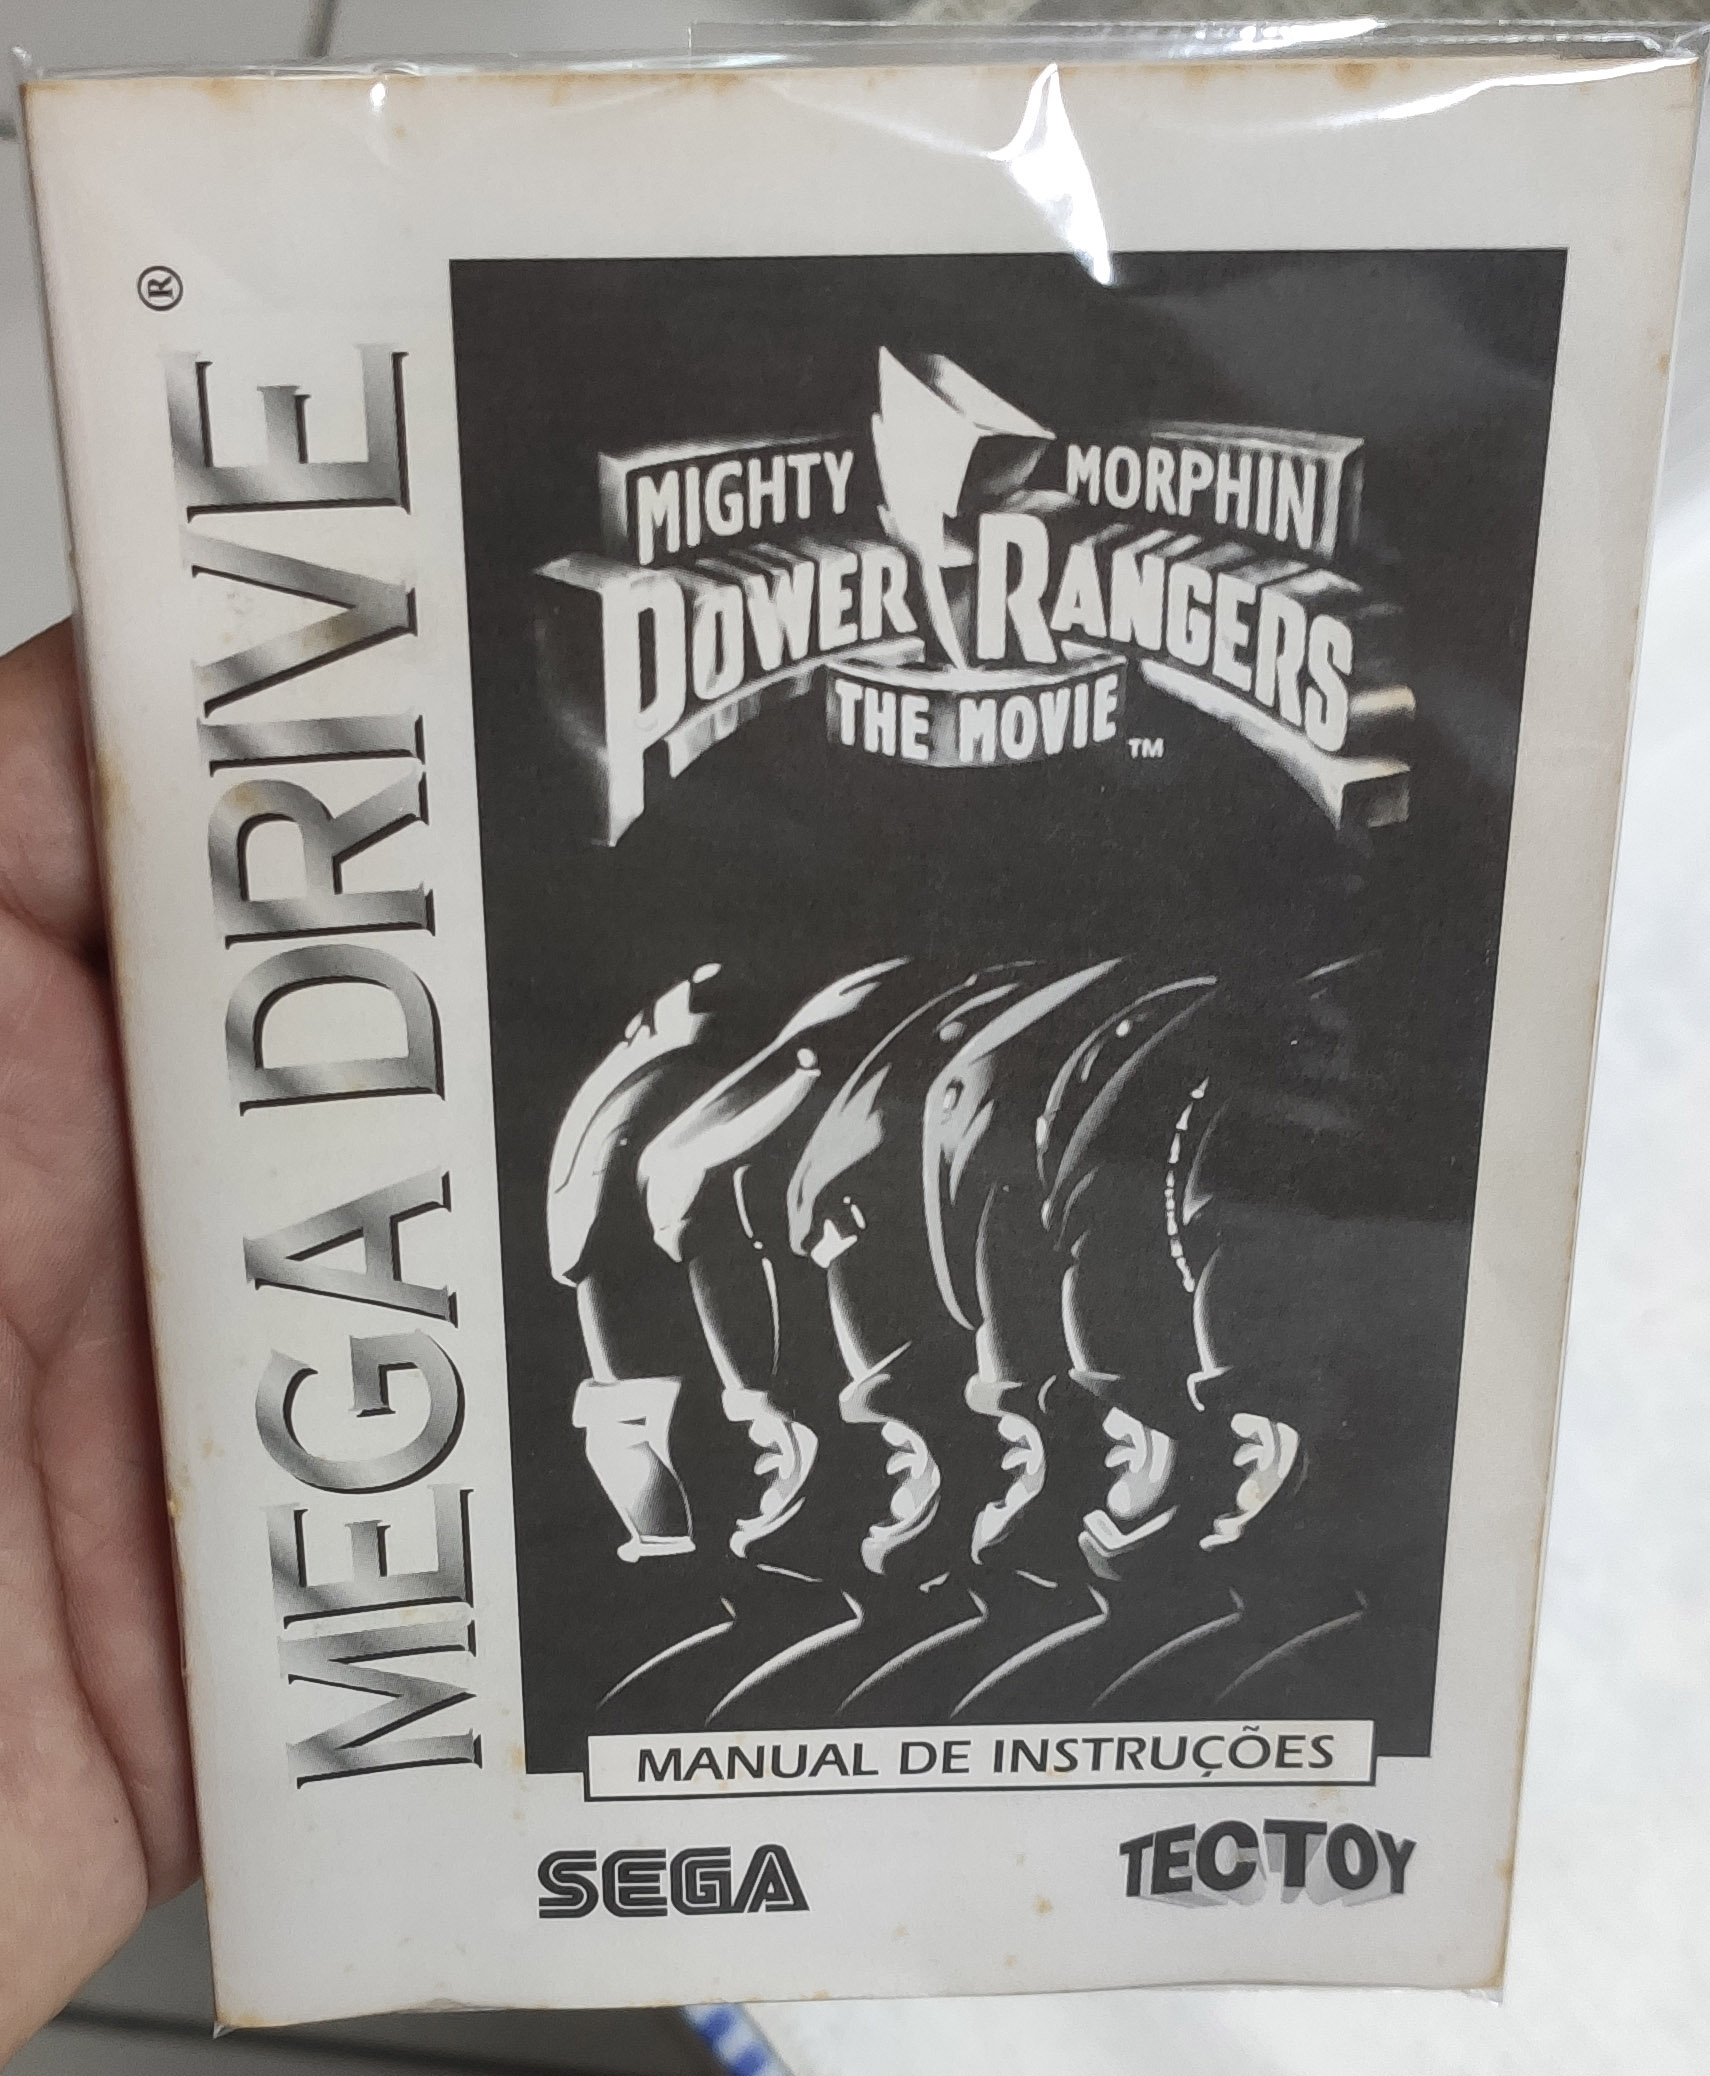 MEGA DRIVE®
MIGHTY MORPHIN
POWER RANGERS
THE MOVIE™
MANUAL DE INSTRUÇÕES
SEGA
TECTOY